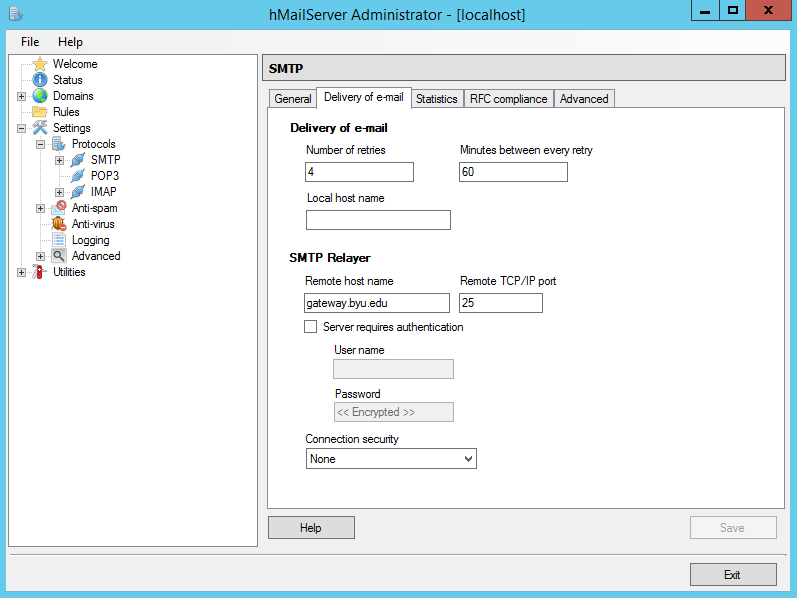 hMailServer Administrator - [localhost]
File Help
Welcome
Status
Domains
Rules
Settings
Protocols
SMTP
POP3
IMAP
Anti-spam
Anti-virus
Logging
Advanced
Utilities
SMTP
General Delivery of e-mail Statistics RFC compliance Advanced
Delivery of e-mail
Number of retries Minutes between every retry
4 60
Local host name
SMTP Relayer
Remote host name Remote TCP/IP port
gateway.byu.edu 25
Server requires authentication
User name
Password
<< Encrypted >>
Connection security
None
Help Save
Exit